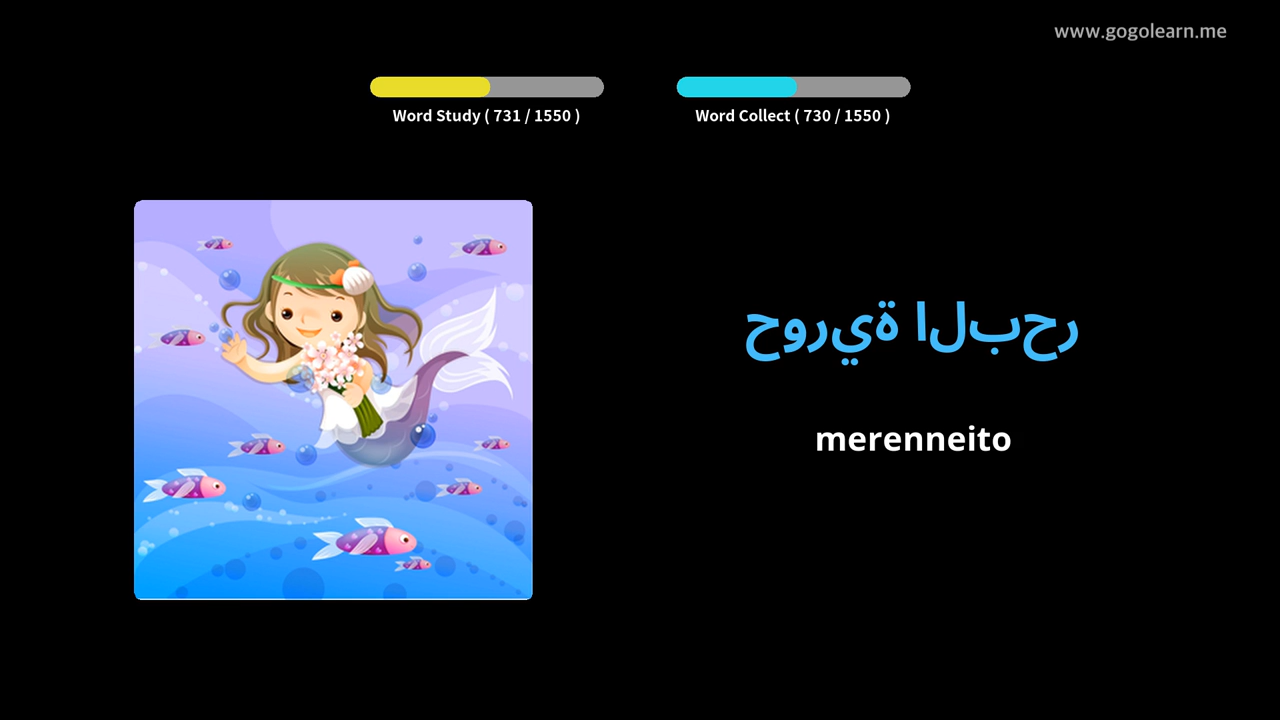 www.gogolearn.me
Word Study ( 731 / 1550 )
Word Collect ( 730 / 1550 )
حورية البحر
merenneito